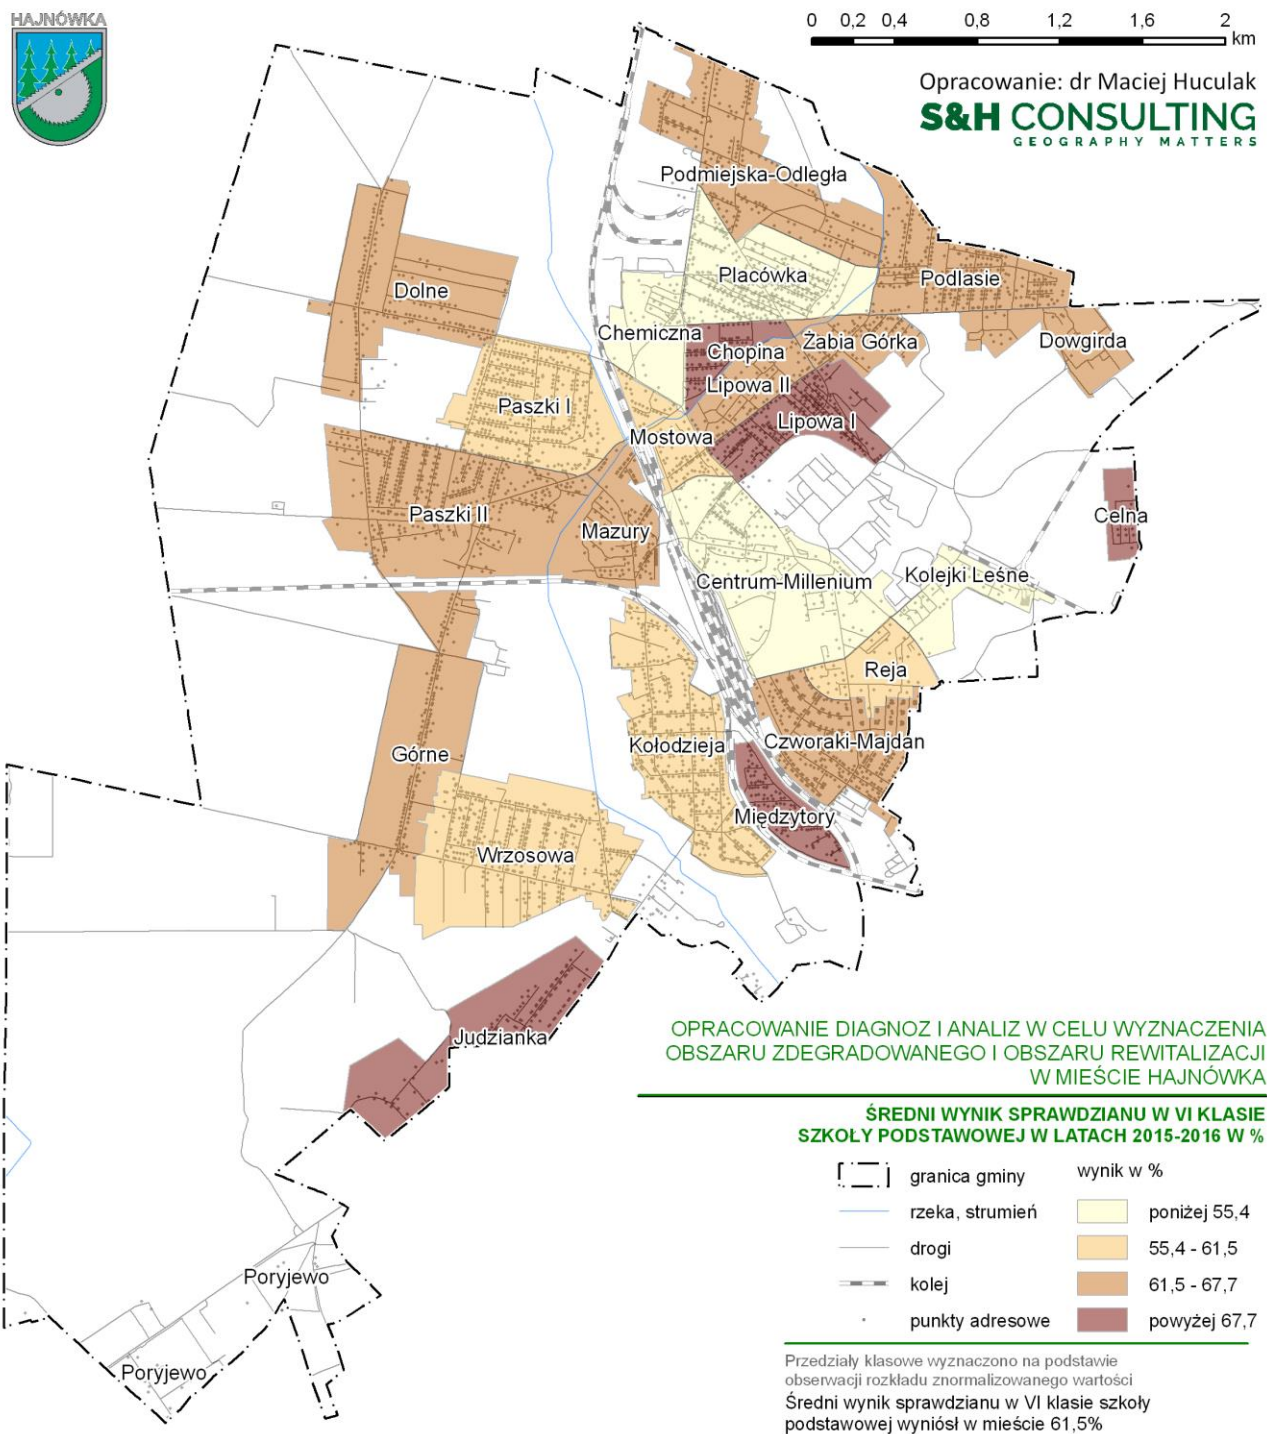 HAJNÓWKA
0 0,2 0,4 0,8 1,2 1,6 2
km
Opracowanie: dr Maciej Huculak
S&H CONSULTING
GEOGRAPHY MATTERS
Podmiejska-Odległa
Placówka
Podlasie
Dolne
Chemiczna
Chopina
Żabia Górka
Dowgirda
Lipowa II
Paszki I
Lipowa I
Mostowa
Paszki II
Mazury
Celna
Centrum-Millenium
Kolejki Leśne
Reja
Kołodzieja
Czworaki-Majdan
Górne
Międzytory
Wrzosowa
Judzianka
Poryjewo
Poryjewo
OPRACOWANIE DIAGNOZ I ANALIZ W CELU WYZNACZENIA
OBSZARU ZDEGRADOWANEGO I OBSZARU REWITALIZACJI
W MIEŚCIE HAJNÓWKA
ŚREDNI WYNIK SPRAWDZIANU W VI KLASIE
SZKOŁY PODSTAWOWEJ W LATACH 2015-2016 W %
granica gminy
rzeka, strumień
drogi
kolej
punkty adresowe
wynik w %
poniżej 55,4
55,4 - 61,5
61,5 - 67,7
powyżej 67,7
Przedziały klasowe wyznaczono na podstawie
obserwacji rozkładu znormalizowanego wartości
Średni wynik sprawdzianu w VI klasie szkoły
podstawowej wyniósł w mieście 61,5%